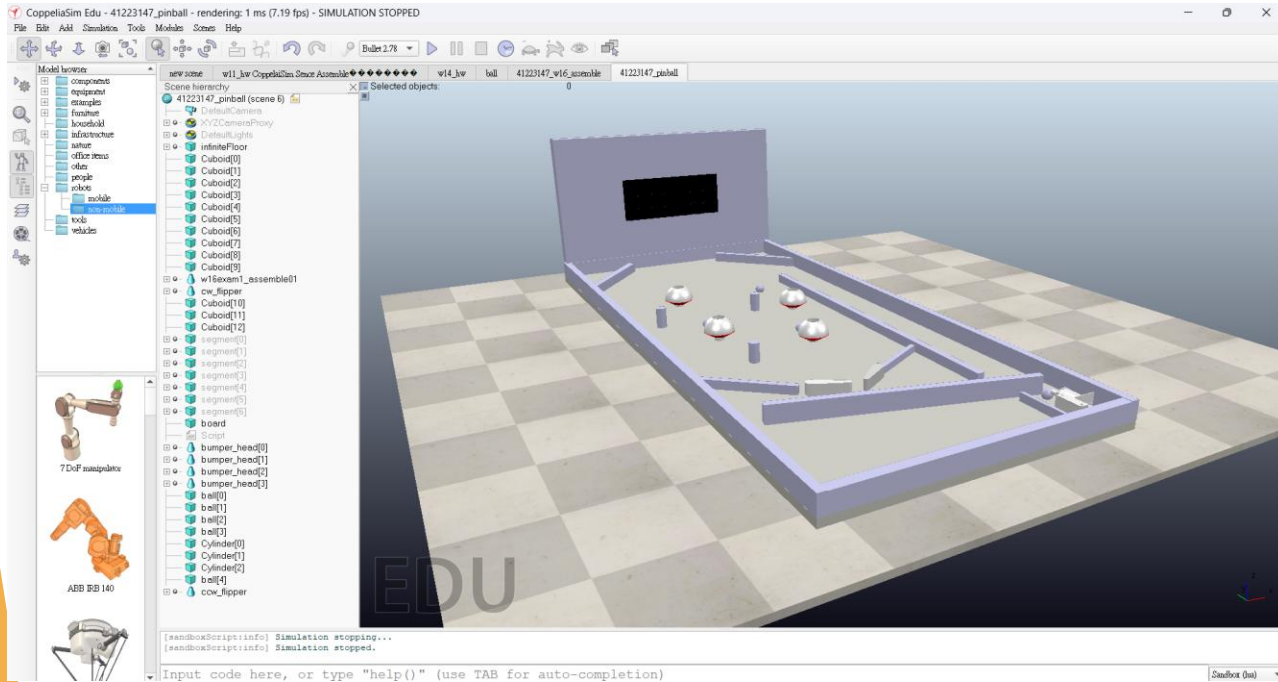 CoppeliaSim Edu - 41223147_pinball - rendering: 1 ms (7.19 fps) - SIMULATION STOPPED
File Edit Add Simulation Tools Modules Scenes Help
Bullet 2.78
Model browser
components
equipment
examples
furniture
household
infrastructure
nature
office items
other
people
robots
mobile
non-mobile
tools
vehicles
7 DoF manipulator
ABB IRB 140
new scene w11_hw CoppeliaSim Sence Assemble�������� w14_hw ball 41223147_w16_assemble 41223147_pinball
Scene hierarchy
41223147_pinball (scene 6)
DefaultCamera
XYZCameraProxy
DefaultLights
infiniteFloor
Cuboid[0]
Cuboid[1]
Cuboid[2]
Cuboid[3]
Cuboid[4]
Cuboid[5]
Cuboid[6]
Cuboid[7]
Cuboid[8]
Cuboid[9]
w16exam1_assemble01
cw_flipper
Cuboid[10]
Cuboid[11]
Cuboid[12]
segment[0]
segment[1]
segment[2]
segment[3]
segment[4]
segment[5]
segment[6]
board
Script
bumper_head[0]
bumper_head[1]
bumper_head[2]
bumper_head[3]
ball[0]
ball[1]
ball[2]
ball[3]
Cylinder[0]
Cylinder[1]
Cylinder[2]
ball[4]
ccw_flipper
Selected objects: 0
EDU
[sandboxScript:info] Simulation stopping...
[sandboxScript:info] Simulation stopped.
Input code here, or type "help()" (use TAB for auto-completion)
Sandbox (lua)